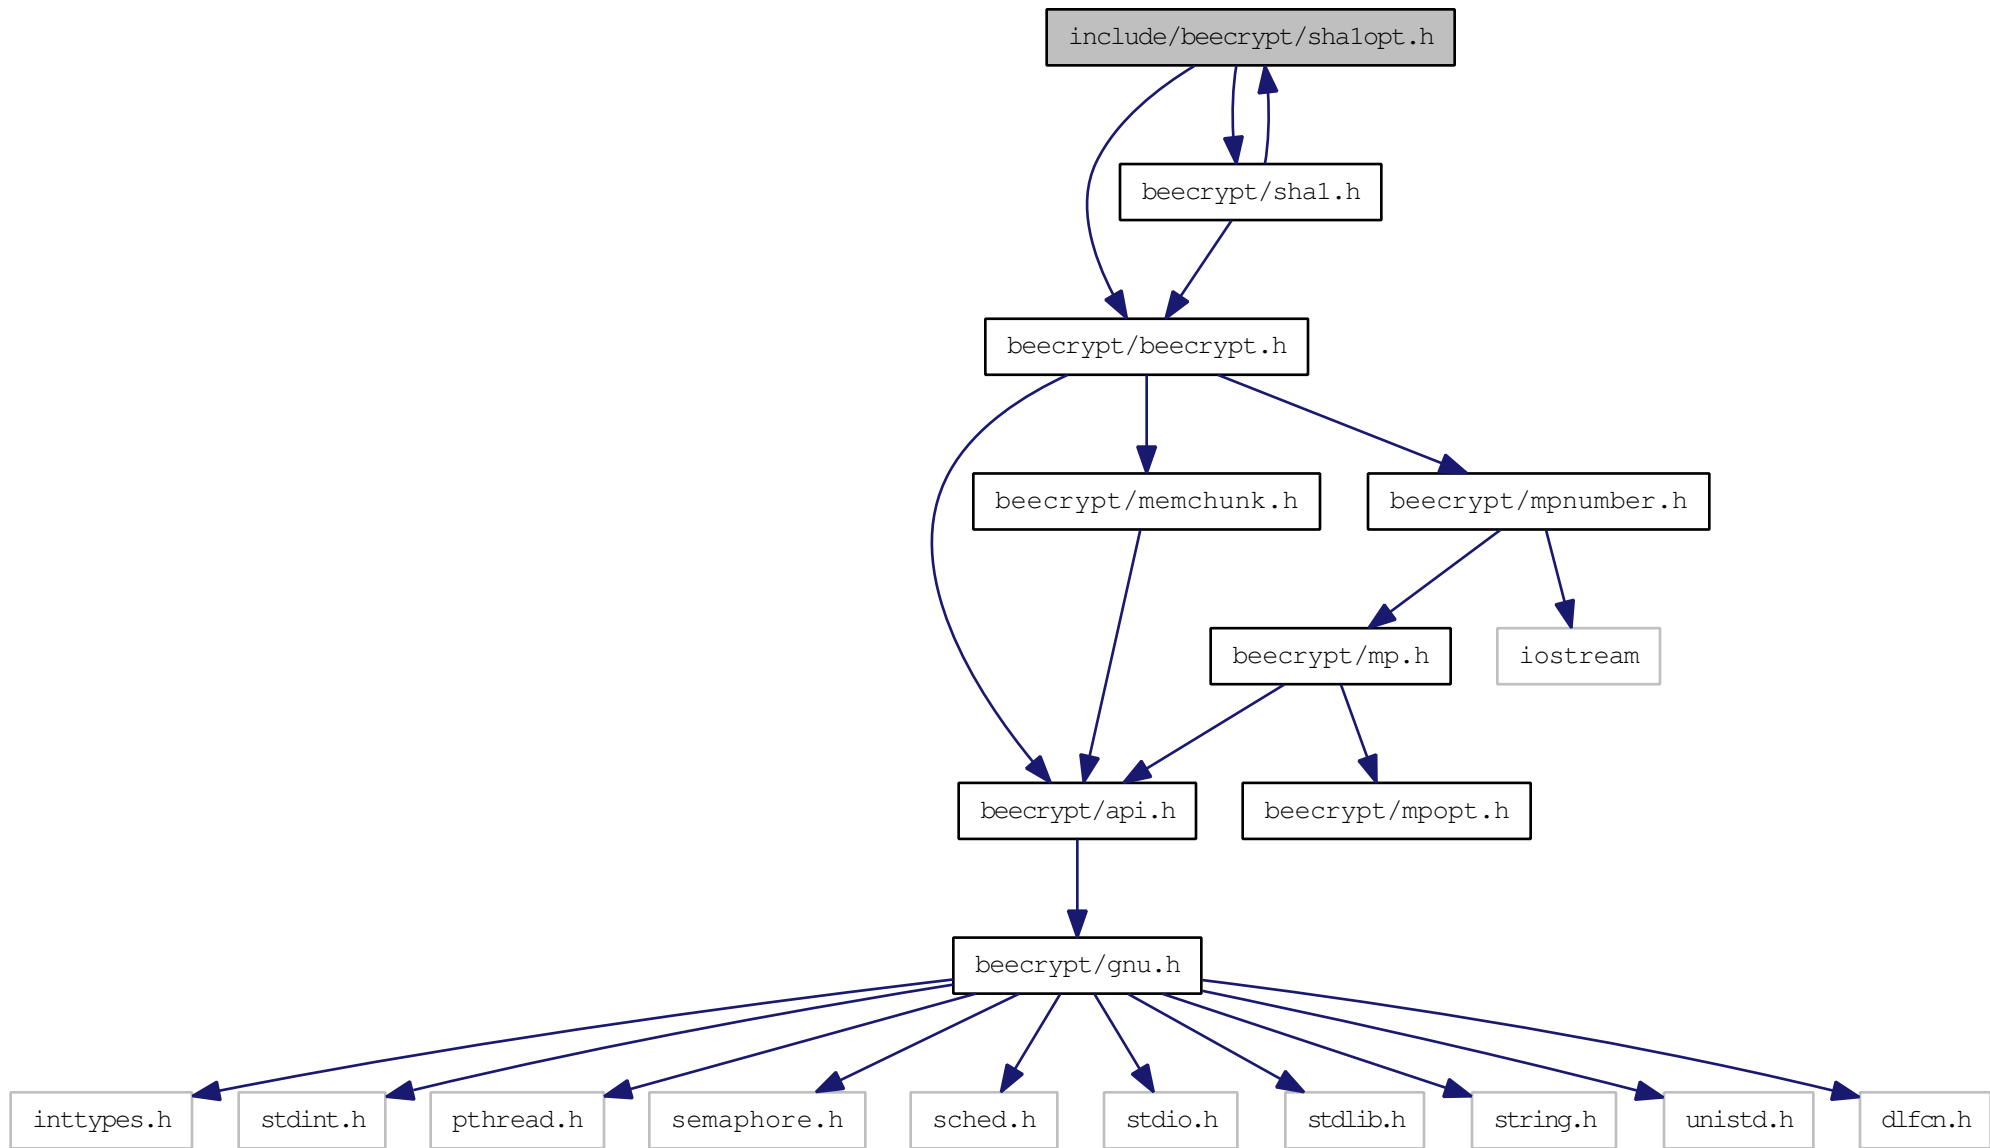 include/beecrypt/sha1opt.h
beecrypt/sha1.h
beecrypt/beecrypt.h
beecrypt/memchunk.h
beecrypt/mpnumber.h
beecrypt/mp.h
iostream
beecrypt/api.h
beecrypt/mpopt.h
beecrypt/gnu.h
inttypes.h
stdint.h
pthread.h
semaphore.h
sched.h
stdio.h
stdlib.h
string.h
unistd.h
dlfcn.h